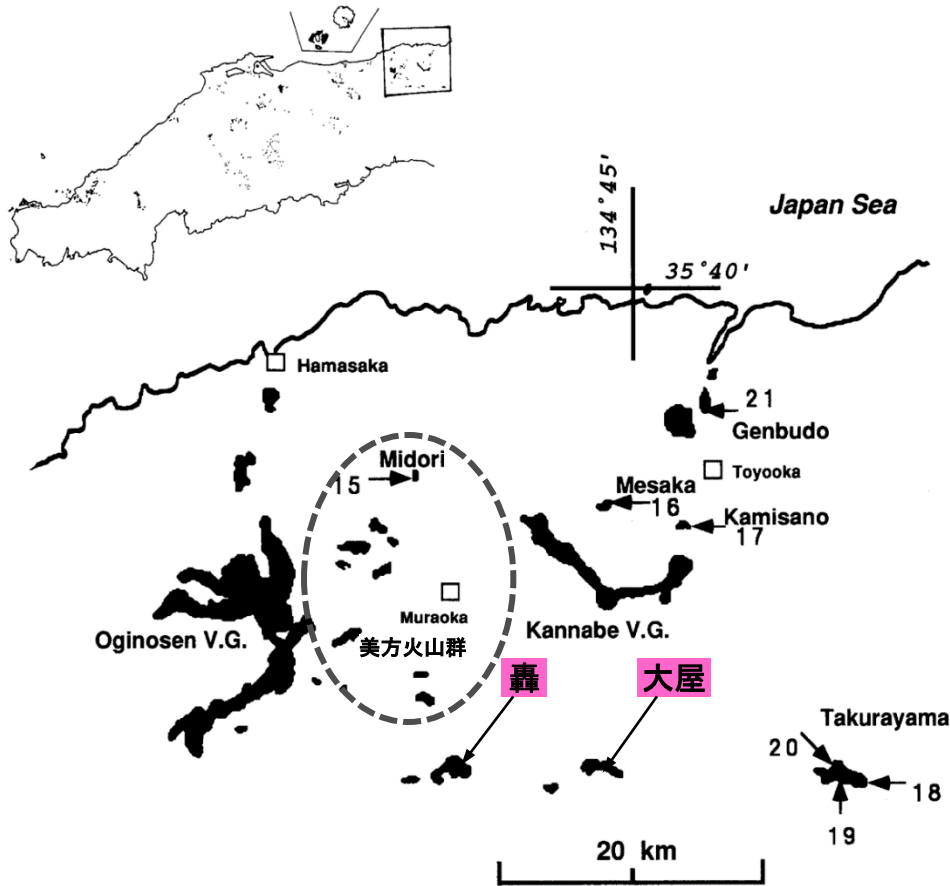 134°45'
Japan Sea
35°40'
Hamasaka
21
Genbudo
Midori
15
Toyooka
Mesaka
16
Kamisano
17
Muraoka
Oginosen V.G.
Kannabe V.G.
美方火山群
轟
大屋
Takurayama
20
18
19
20 km